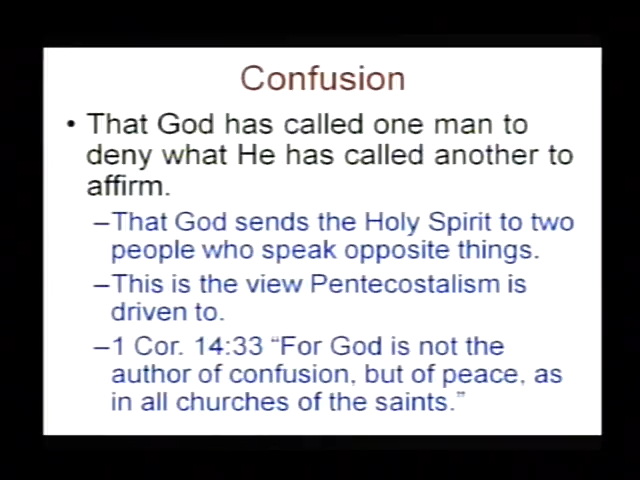 Confusion
• That God has called one man to
deny what He has called another to
affirm.
–That God sends the Holy Spirit to two
people who speak opposite things.
–This is the view Pentecostalism is
driven to.
–1 Cor. 14:33 “For God is not the
author of confusion, but of peace, as
in all churches of the saints.”